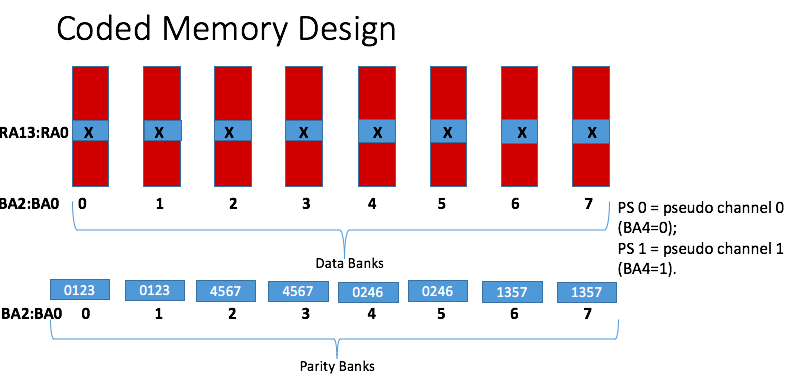 Coded Memory Design
RA13:RA0 X X X X X X X X
BA2:BA0 0 1 2 3 4 5 6 7
PS 0 = pseudo channel 0
(BA4=0);
PS 1 = pseudo channel 1
(BA4=1).
Data Banks
0123 0123 4567 4567 0246 0246 1357 1357
BA2:BA0 0 1 2 3 4 5 6 7
Parity Banks